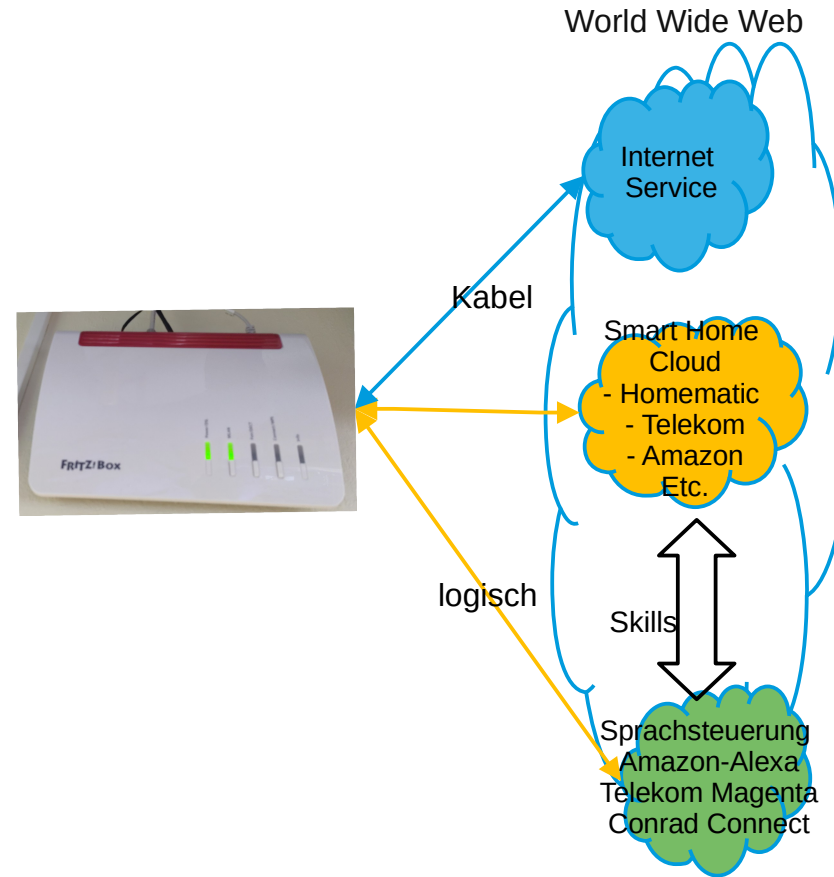 World Wide Web
Internet
Service
Kabel
Smart Home
Cloud
- Homematic
- Telekom
- Amazon
Etc.
FRITZ!Box
logisch
Skills
Sprachsteuerung
Amazon-Alexa
Telekom Magenta
Conrad Connect